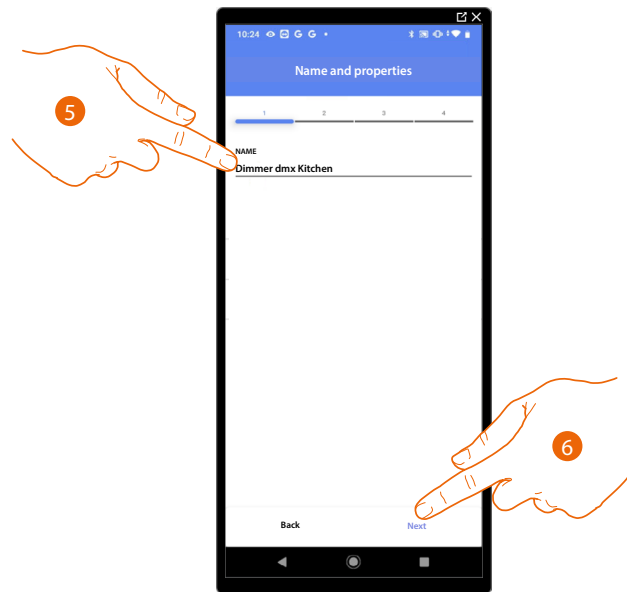 10:24 G G
Name and properties
1 2 3 4
NAME
Dimmer dmx Kitchen
5
6
Back Next